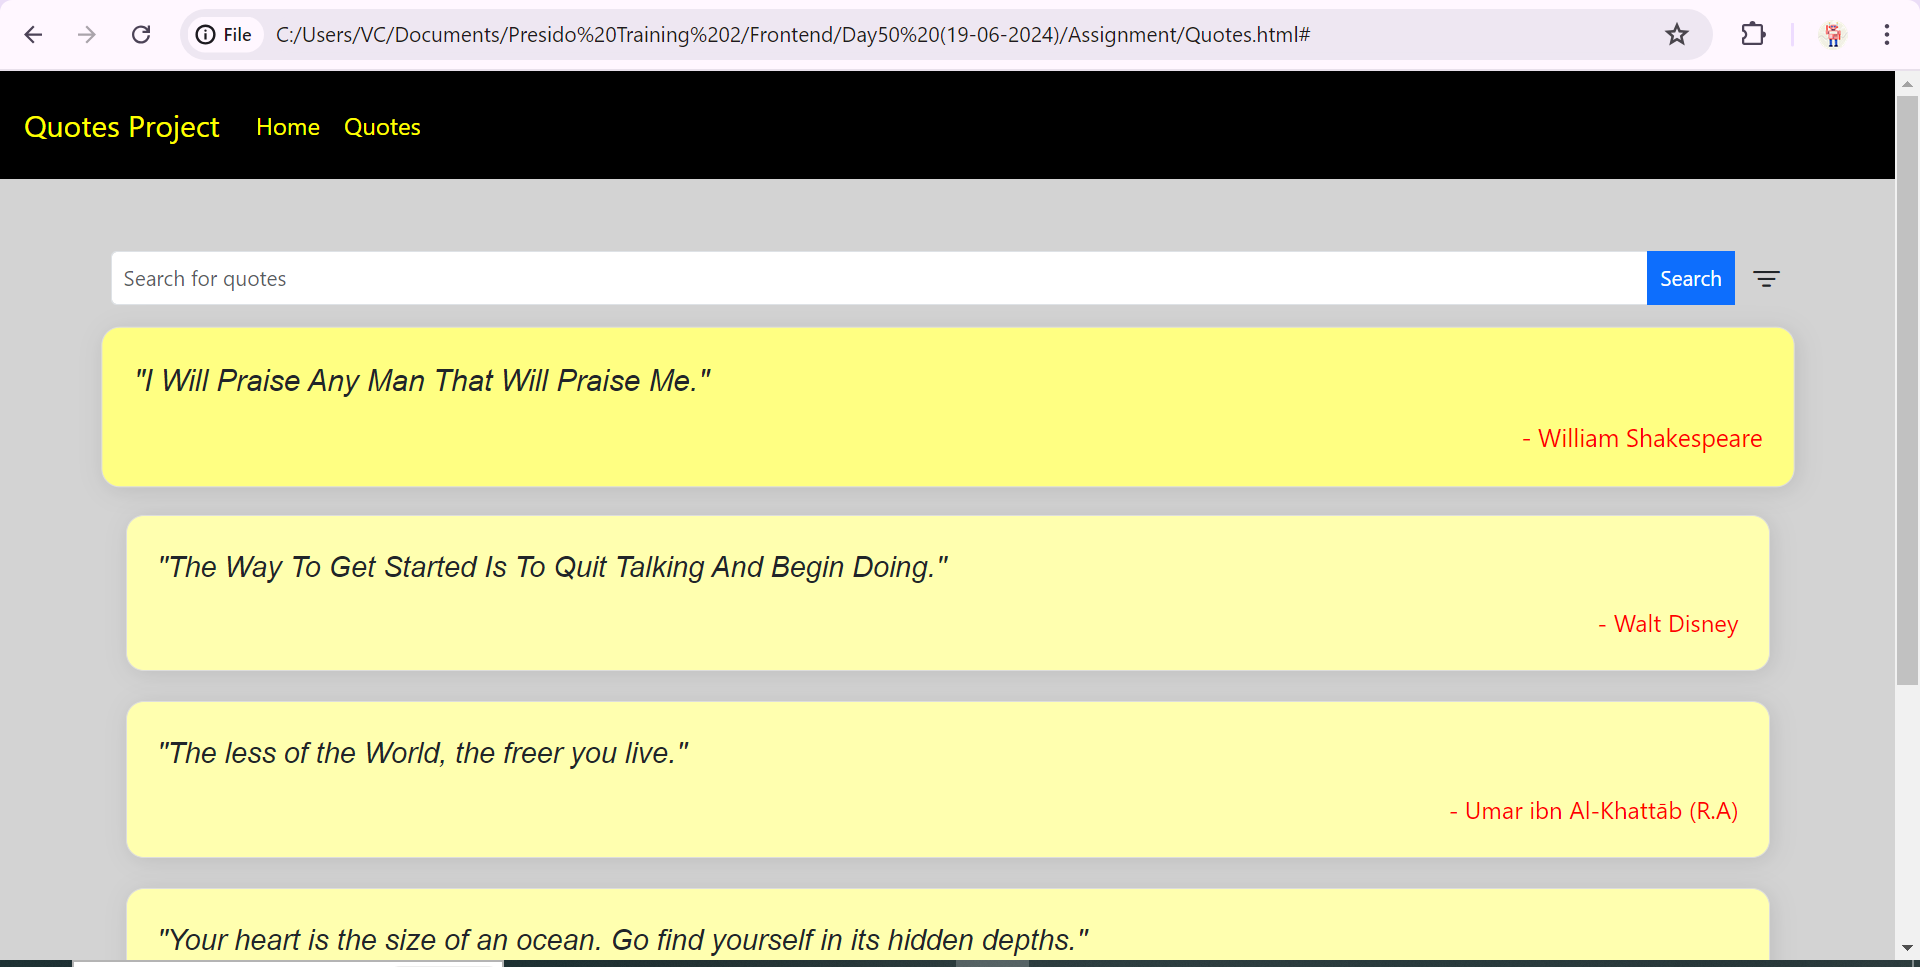 File C:/Users/VC/Documents/Presido%20Training%202/Frontend/Day50%20(19-06-2024)/Assignment/Quotes.html#
Quotes Project Home Quotes
Search for quotes Search
"I Will Praise Any Man That Will Praise Me."
- William Shakespeare
"The Way To Get Started Is To Quit Talking And Begin Doing."
- Walt Disney
"The less of the World, the freer you live."
- Umar ibn Al-Khattāb (R.A)
"Your heart is the size of an ocean. Go find yourself in its hidden depths."